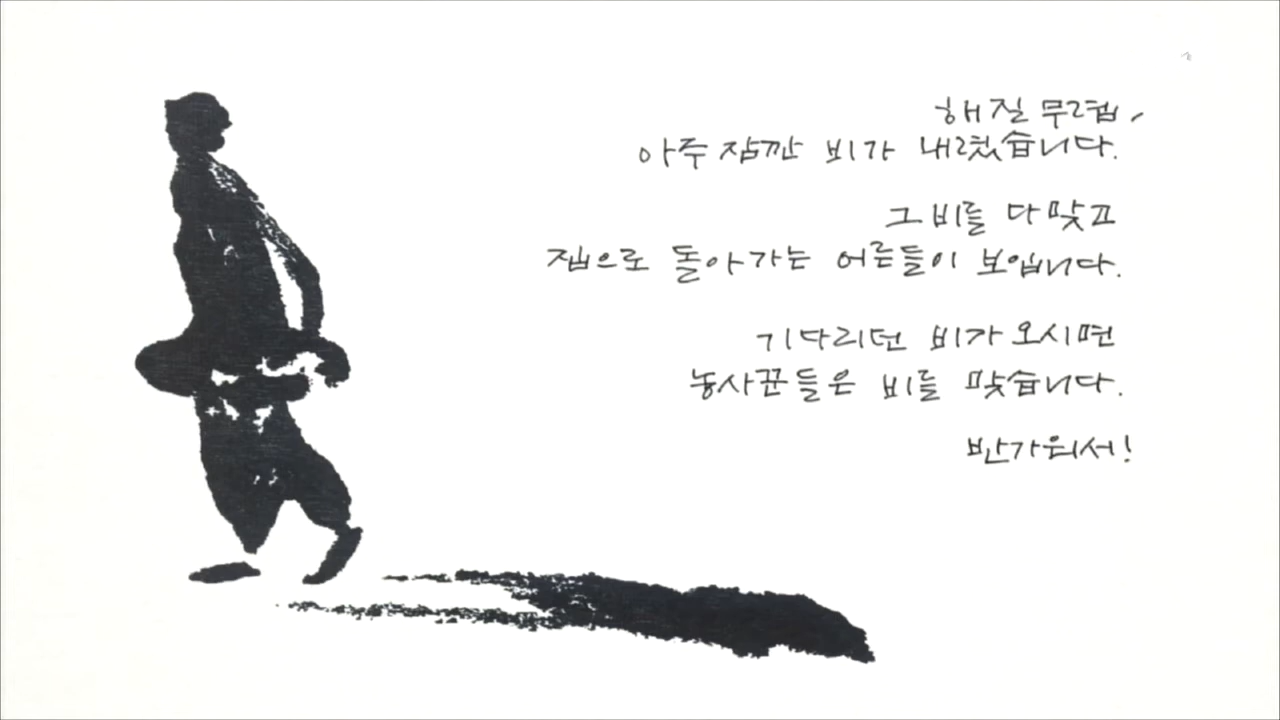 해질 무렵,
아주 잠깐 비가 내렸습니다.
그 비를 다 맞고
집으로 돌아가는 어른들이 보입니다.
기다리던 비가 오시면
농사꾼들은 비를 맞습니다.
반가워서!